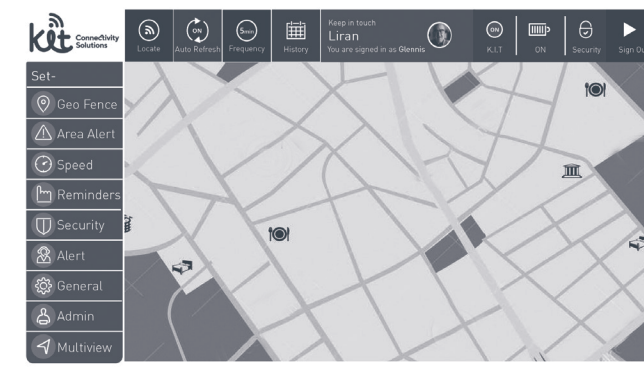 kit Connectivity
Solutions
Locate
ON
Auto Refresh
5min
Frequency
History
Keep in touch
Liran
You are signed in as Glennis
ON
K.I.T
ON
Security
Sign Ou
Set-
Geo Fence
Area Alert
Speed
Reminders
Security
Alert
General
Admin
Multiview